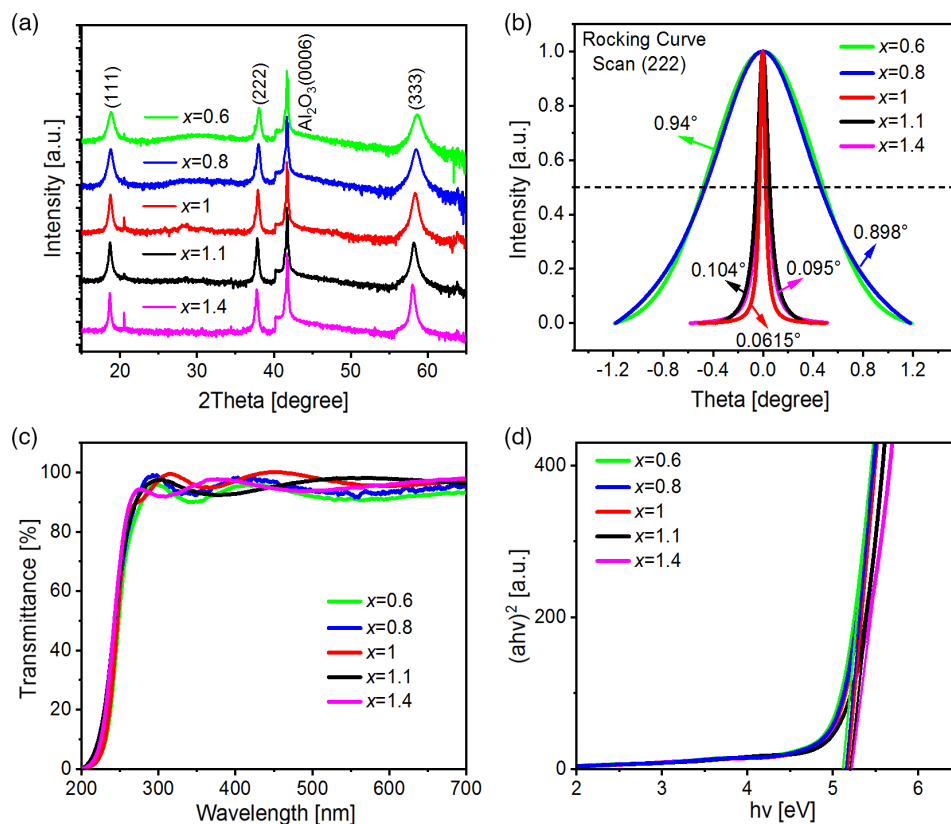 (a)
Intensity [a.u.]
(111)
(222)
Al₂O₃(0006)
(333)
x=0.6
x=0.8
x=1
x=1.1
x=1.4
20 30 40 50 60
2Theta [degree]
(b)
Rocking Curve
Scan (222)
x=0.6
x=0.8
x=1
x=1.1
x=1.4
Intensity [a.u.]
1.0
0.8
0.6
0.4
0.2
0.0
0.94°
0.898°
0.104°
0.095°
0.0615°
-1.2 -0.8 -0.4 0.0 0.4 0.8 1.2
Theta [degree]
(c)
Transmittance [%]
100
80
60
40
20
0
x=0.6
x=0.8
x=1
x=1.1
x=1.4
200 300 400 500 600 700
Wavelength [nm]
(d)
(ahv)² [a.u.]
400
200
0
x=0.6
x=0.8
x=1
x=1.1
x=1.4
2 3 4 5 6
hv [eV]